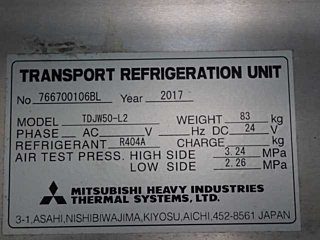 TRANSPORT REFRIGERATION UNIT
No 766700106BL Year 2017
MODEL TDJW50-L2 WEIGHT 83 kg
PHASE AC V Hz DC 24 V
REFRIGERANT R404A CHARGE kg
AIR TEST PRESS. HIGH SIDE 3.24 MPa
LOW SIDE 2.26 MPa
MITSUBISHI HEAVY INDUSTRIES
THERMAL SYSTEMS, LTD.
3-1,ASAHI,NISHIBIWAJIMA,KIYOSU,AICHI,452-8561 JAPAN